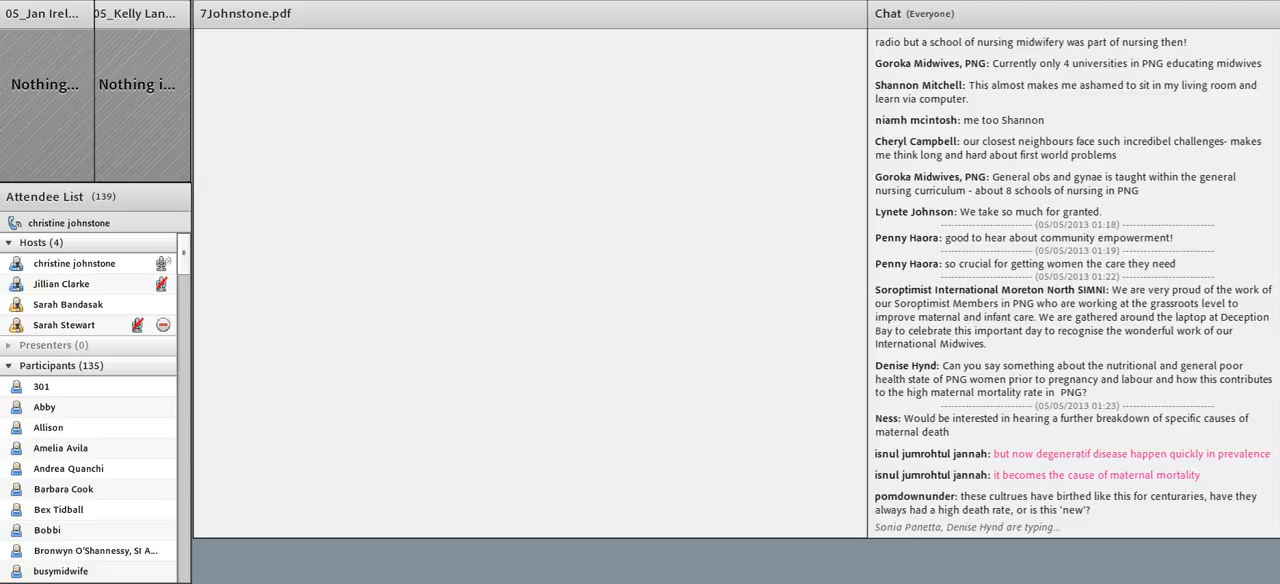 05_Jan Irel...
05_Kelly Lan...
7Johnstone.pdf
Chat (Everyone)
Nothing...
Nothing i...
Attendee List (139)
christine johnstone
Hosts (4)
christine johnstone
Jillian Clarke
Sarah Bandasak
Sarah Stewart
Presenters (0)
Participants (135)
301
Abby
Allison
Amelia Avila
Andrea Quanchi
Barbara Cook
Bex Tidball
Bobbi
Bronwyn O'Shannessy, SI A...
busymidwife
radio but a school of nursing midwifery was part of nursing then!
Goroka Midwives, PNG: Currently only 4 universities in PNG educating midwives
Shannon Mitchell: This almost makes me ashamed to sit in my living room and
learn via computer.
niamh mcintosh: me too Shannon
Cheryl Campbell: our closest neighbours face such incredibel challenges- makes
me think long and hard about first world problems
Goroka Midwives, PNG: General obs and gynae is taught within the general
nursing curriculum - about 8 schools of nursing in PNG
Lynete Johnson: We take so much for granted.
(05/05/2013 01:18)
Penny Haora: good to hear about community empowerment!
(05/05/2013 01:19)
Penny Haora: so crucial for getting women the care they need
(05/05/2013 01:22)
Soroptimist International Moreton North SIMNI: We are very proud of the work of
our Soroptimist Members in PNG who are working at the grassroots level to
improve maternal and infant care. We are gathered around the laptop at Deception
Bay to celebrate this important day to recognise the wonderful work of our
International Midwives.
Denise Hynd: Can you say something about the nutritional and general poor
health state of PNG women prior to pregnancy and labour and how this contributes
to the high maternal mortality rate in  PNG?
(05/05/2013 01:23)
Ness: Would be interested in hearing a further breakdown of specific causes of
maternal death
isnul jumrohtul jannah: but now degeneratif disease happen quickly in prevalence
isnul jumrohtul jannah: it becomes the cause of maternal mortality
pomdownunder: these cultrues have birthed like this for centuraries, have they
always had a high death rate, or is this 'new'?
Sonia Panetta, Denise Hynd are typing...